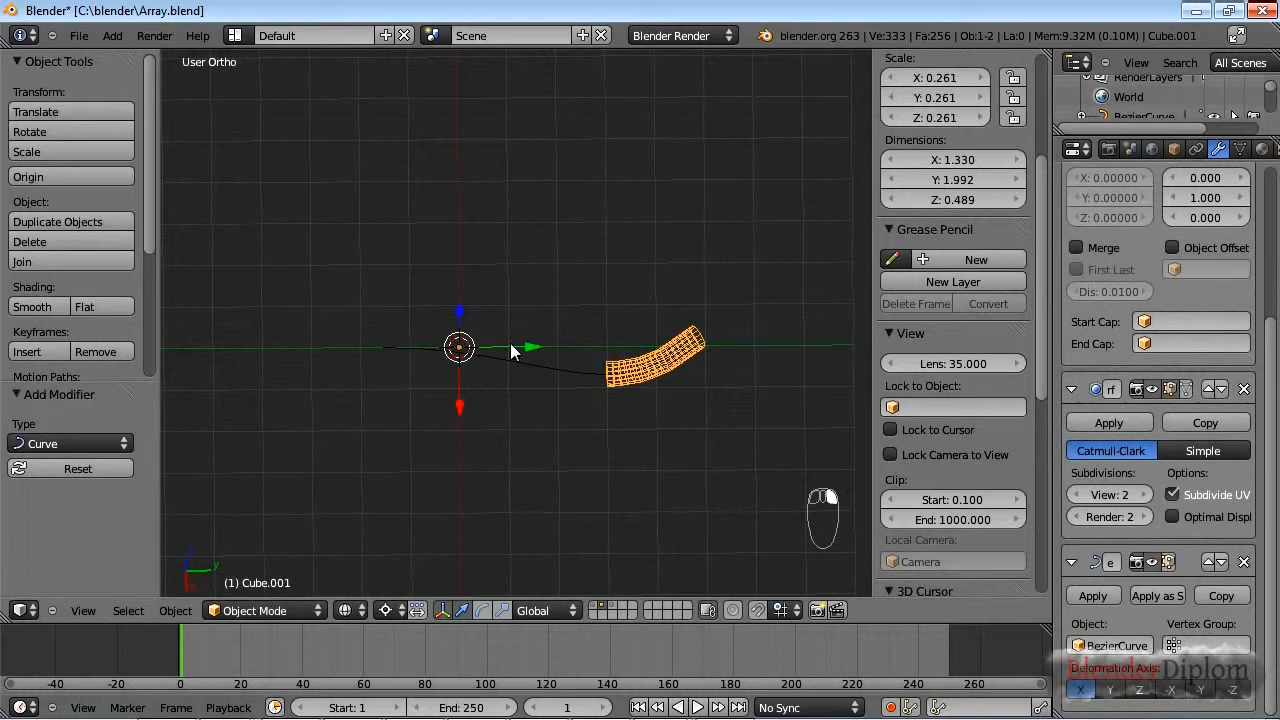 Blender* [C:\blender\Array.blend]
File Add Render Help Default Scene Blender Render blender.org 263 | Ve:333 | Fa:256 | Ob:1-2 | La:0 | Mem:9.32M (0.10M) | Cube.001
Object Tools
Transform:
Translate
Rotate
Scale
Origin
Object:
Duplicate Objects
Delete
Join
Shading:
Smooth Flat
Keyframes:
Insert Remove
Motion Paths:
Add Modifier
Type
Curve
Reset
User Ortho
y
(1) Cube.001
Scale:
X: 0.261
Y: 0.261
Z: 0.261
Dimensions:
X: 1.330
Y: 1.992
Z: 0.489
Grease Pencil
New
New Layer
Delete Frame Convert
View
Lens: 35.000
Lock to Object:
Lock to Cursor
Lock Camera to View
Clip:
Start: 0.100
End: 1000.000
Local Camera:
Camera
3D Cursor
View Search All Scenes
RenderLayers
World
BezierCurve
X: 0.00000 0.000
Y: 0.00000 1.000
Z: 0.00000 0.000
Merge Object Offset
First Last
Dis: 0.0100
Start Cap:
End Cap:
rf
Apply Copy
Catmull-Clark Simple
Subdivisions: Options:
View: 2 Subdivide UV
Render: 2 Optimal Displ
e
Apply Apply as S Copy
Object: Vertex Group:
BezierCurve
BlenderDiplom
Deformation Axis:
X Y Z -X -Y -Z
View Select Object Object Mode Global
-40 -20 0 20 40 60 80 100 120 140 160 180 200 220 240 260
View Marker Frame Playback Start: 1 End: 250 1 No Sync